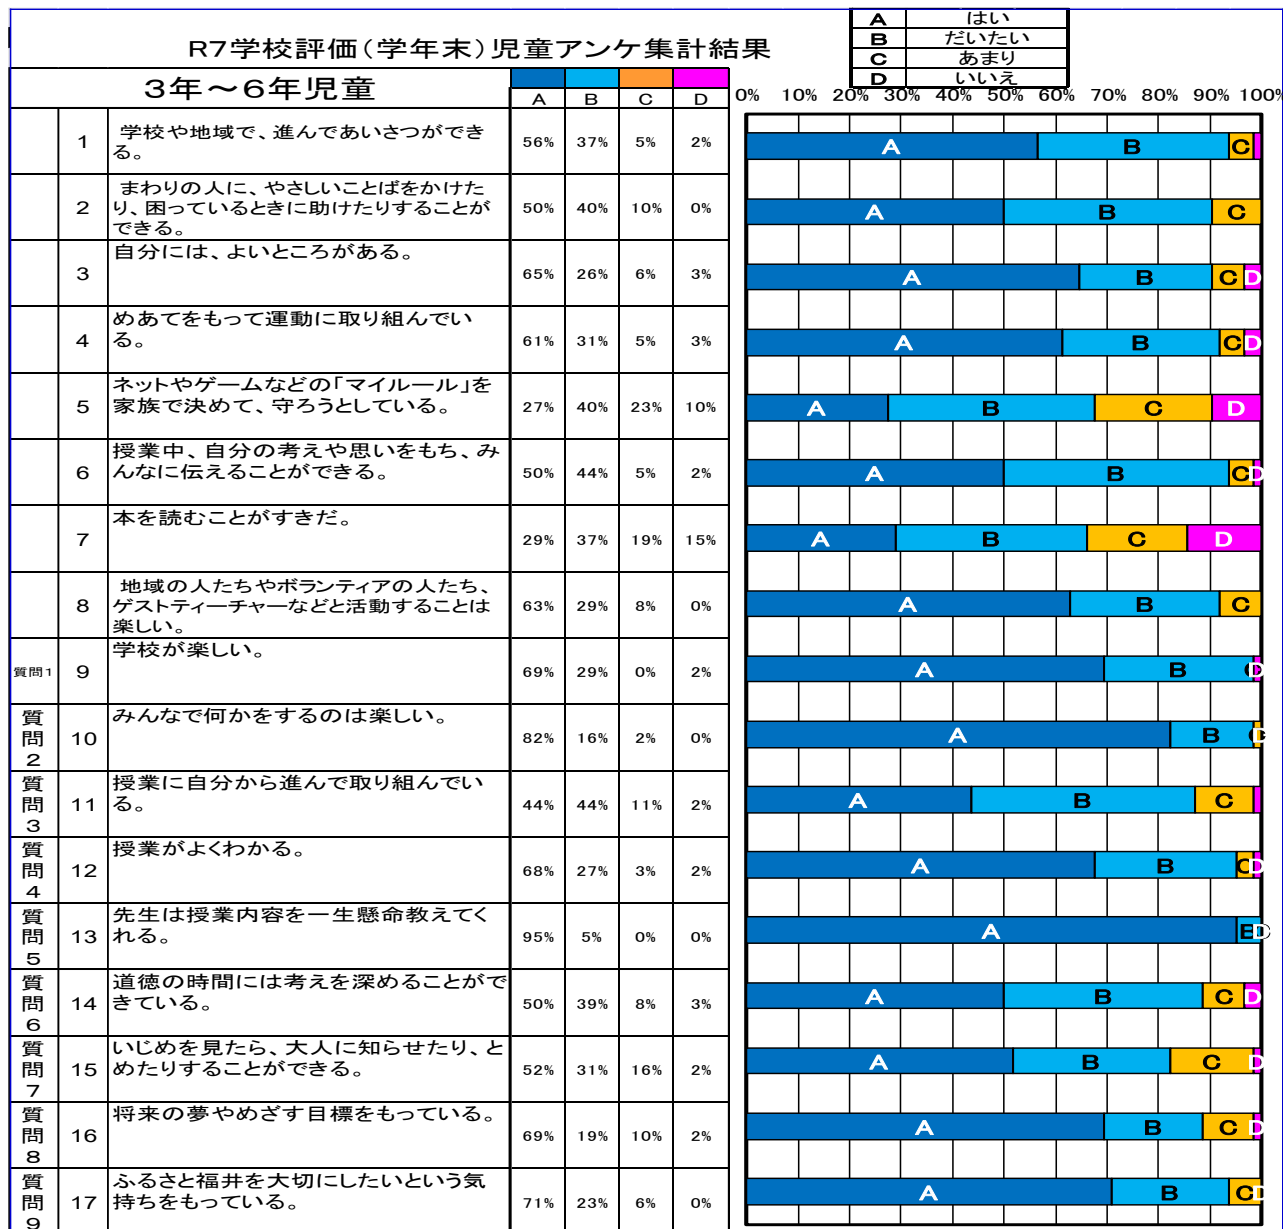 A はい
B だいたい
C あまり
D いいえ
R7学校評価(学年末)児童アンケ集計結果
3年～6年児童
A B C D
0% 10% 20% 30% 40% 50% 60% 70% 80% 90% 100%
1 学校や地域で、進んであいさつができ
る。
56% 37% 5% 2%
A B C
2 まわりの人に、やさしいことばをかけた
り、困っているときに助けたりすることが
できる。
50% 40% 10% 0%
A B C
3 自分には、よいところがある。
65% 26% 6% 3%
A B C D
4 めあてをもって運動に取り組んでい
る。
61% 31% 5% 3%
A B C D
5 ネットやゲームなどの「マイルール」を
家族で決めて、守ろうとしている。
27% 40% 23% 10%
A B C D
6 授業中、自分の考えや思いをもち、み
んなに伝えることができる。
50% 44% 5% 2%
A B C D
7 本を読むことがすきだ。
29% 37% 19% 15%
A B C D
8 地域の人たちやボランティアの人たち、
ゲストティーチャーなどと活動することは
楽しい。
63% 29% 8% 0%
A B C
質問1 9 学校が楽しい。
69% 29% 0% 2%
A B C D
質問2 10 みんなで何かをするのは楽しい。
82% 16% 2% 0%
A B C D
質問3 11 授業に自分から進んで取り組んでい
る。
44% 44% 11% 2%
A B C
質問4 12 授業がよくわかる。
68% 27% 3% 2%
A B C D
質問5 13 先生は授業内容を一生懸命教えてく
れる。
95% 5% 0% 0%
A B C D
質問6 14 道徳の時間には考えを深めることがで
きている。
50% 39% 8% 3%
A B C D
質問7 15 いじめを見たら、大人に知らせたり、と
めたりすることができる。
52% 31% 16% 2%
A B C D
質問8 16 将来の夢やめざす目標をもっている。
69% 19% 10% 2%
A B C D
質問9 17 ふるさと福井を大切にしたいという気
持ちをもっている。
71% 23% 6% 0%
A B C D